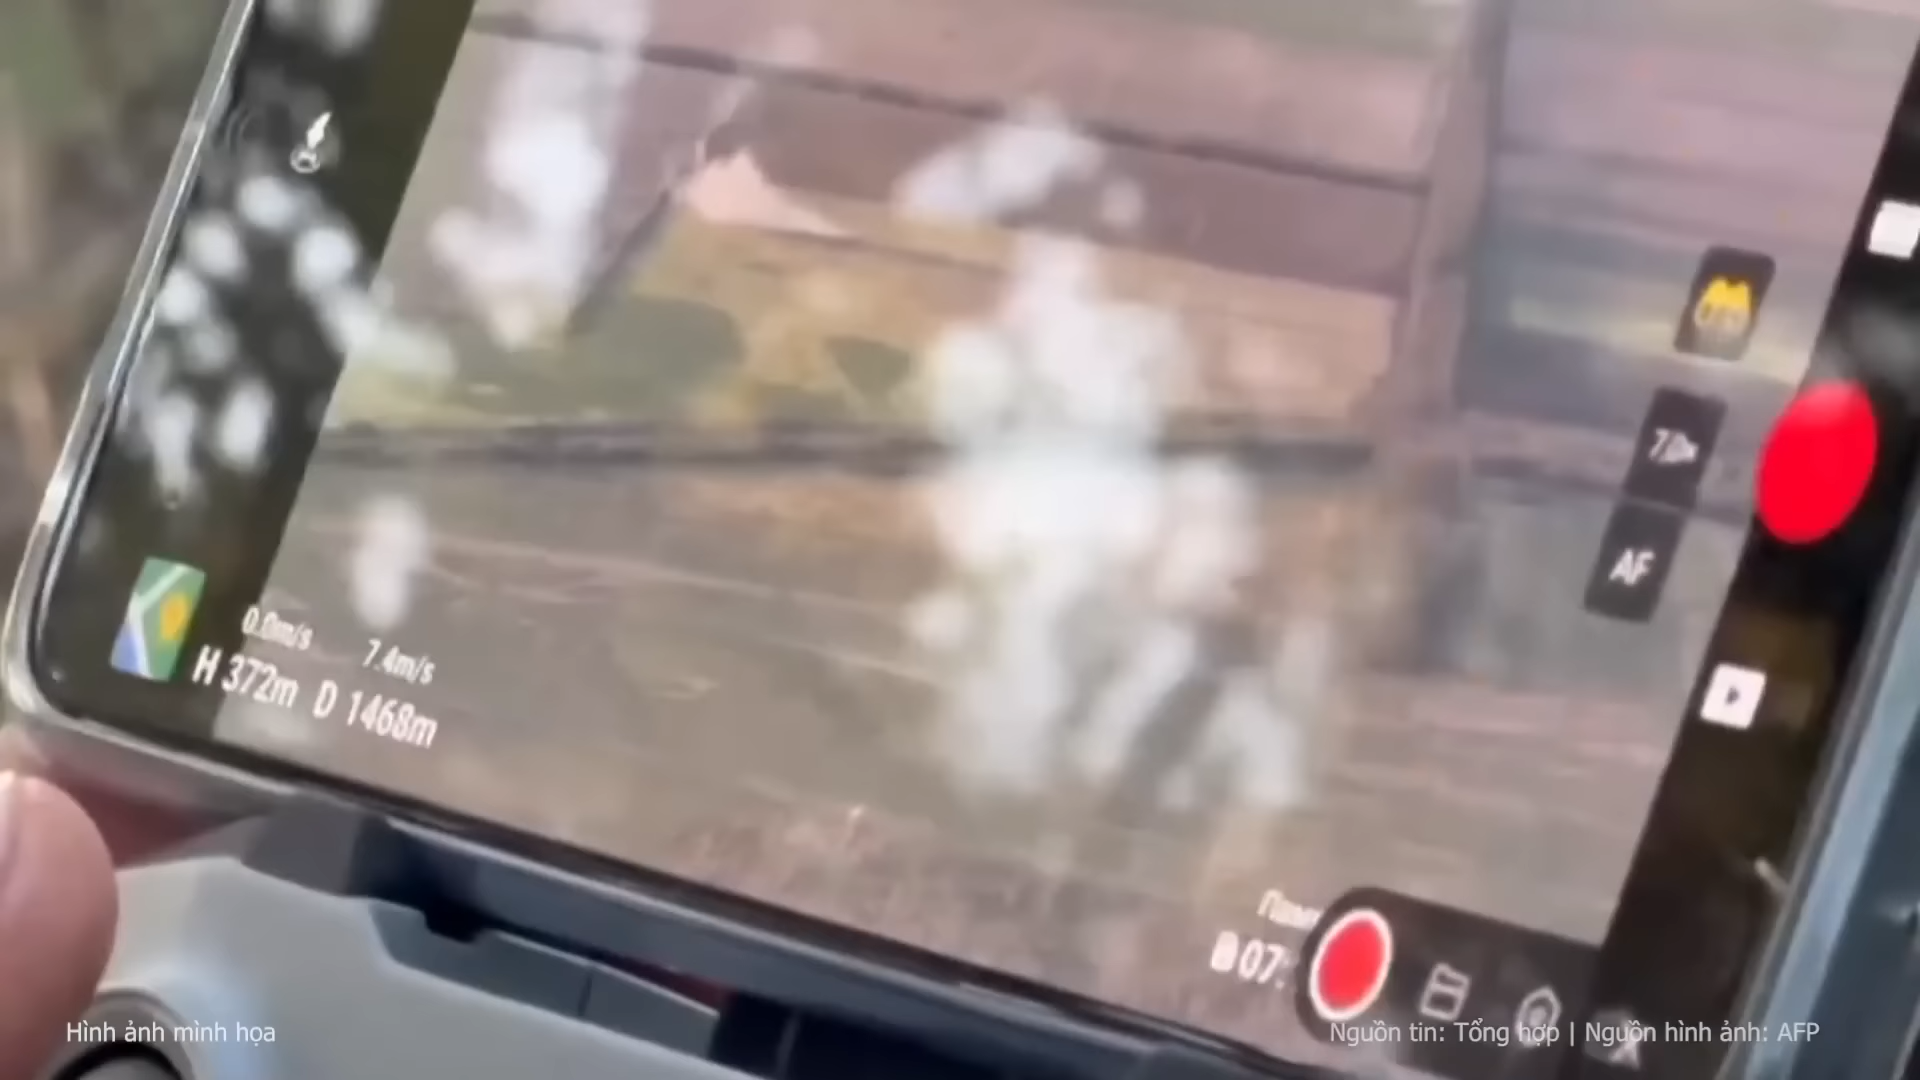 0.0m/s 7.4m/s
H 372m D 1468m
AF
07:
Hình ảnh minh họa
Nguồn tin: Tổng hợp | Nguồn hình ảnh: AFP